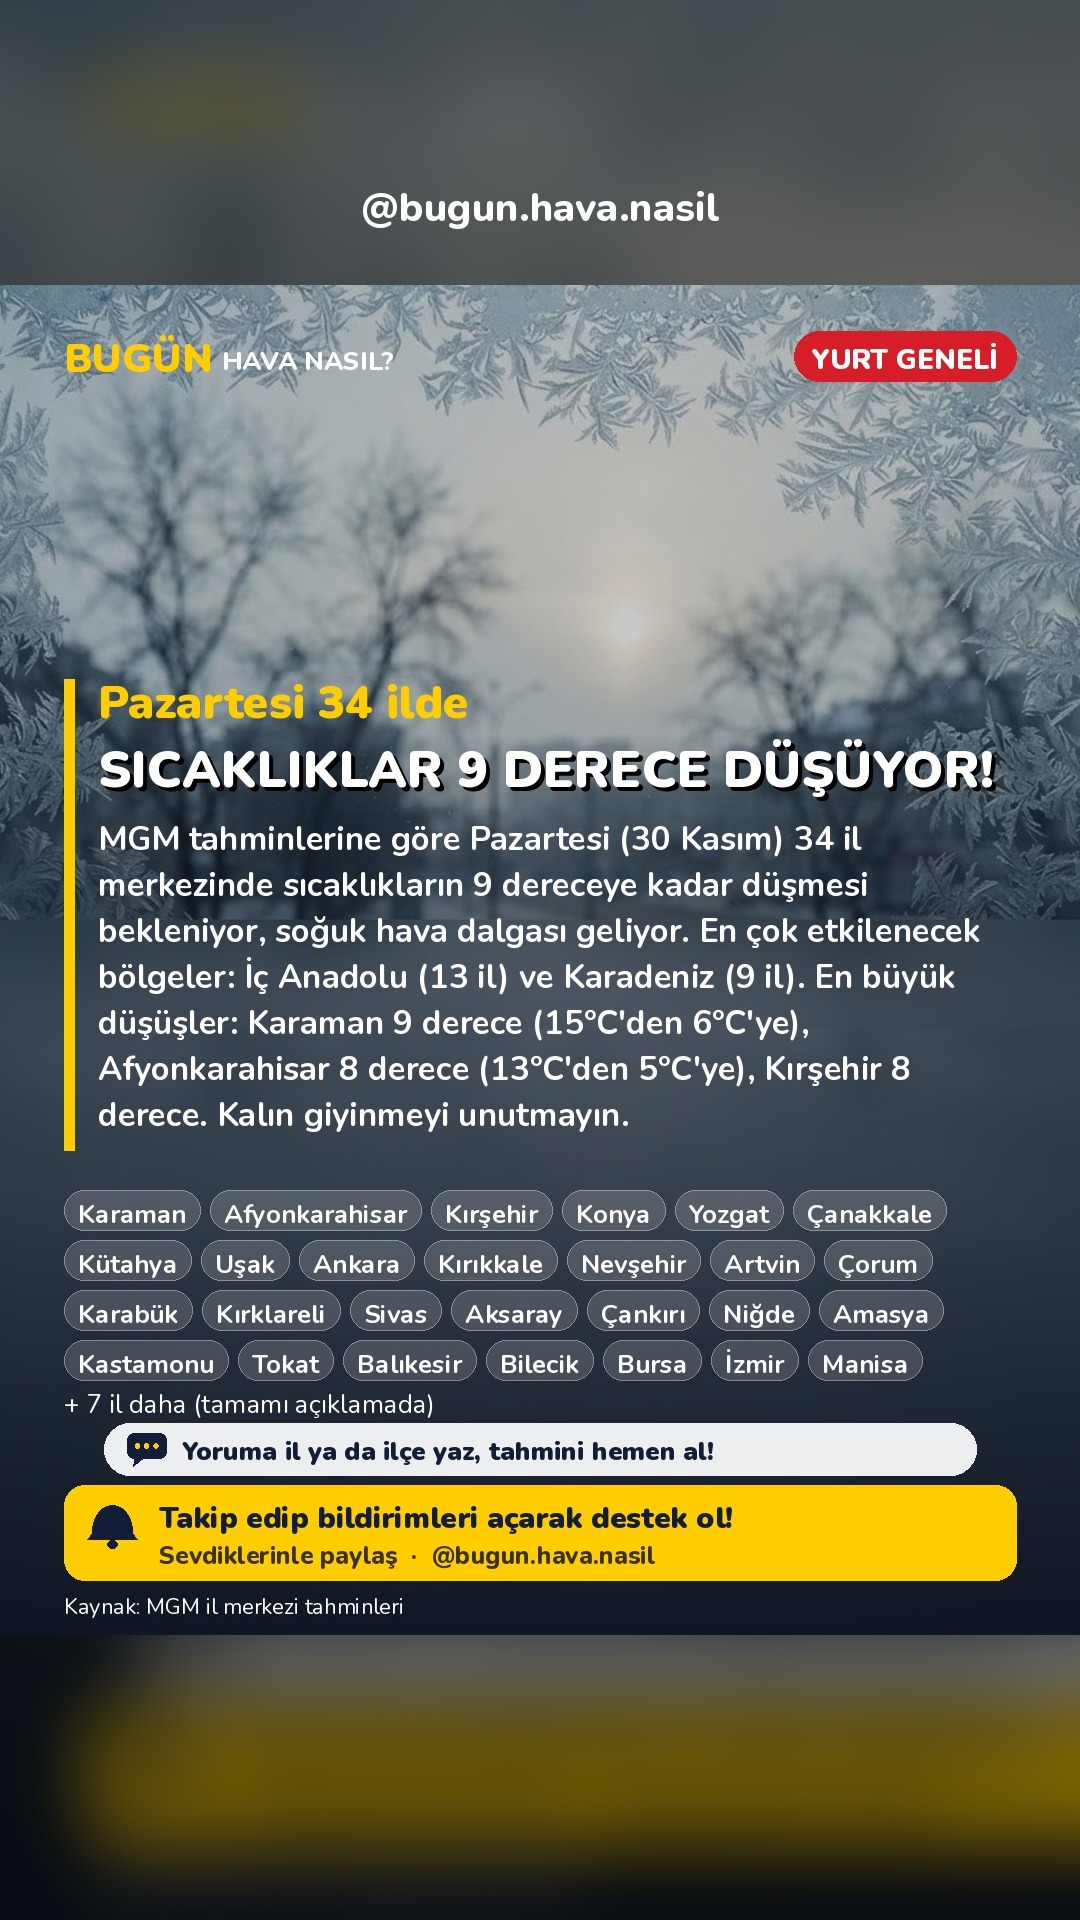 @bugun.hava.nasil
BUGÜN HAVA NASIL?
YURT GENELİ
Pazartesi 34 ilde
SICAKLIKLAR 9 DERECE DÜŞÜYOR!
MGM tahminlerine göre Pazartesi (30 Kasım) 34 il
merkezinde sıcaklıkların 9 dereceye kadar düşmesi
bekleniyor, soğuk hava dalgası geliyor. En çok etkilenecek
bölgeler: İç Anadolu (13 il) ve Karadeniz (9 il). En büyük
düşüşler: Karaman 9 derece (15°C'den 6°C'ye),
Afyonkarahisar 8 derece (13°C'den 5°C'ye), Kırşehir 8
derece. Kalın giyinmeyi unutmayın.
Karaman Afyonkarahisar Kırşehir Konya Yozgat Çanakkale
Kütahya Uşak Ankara Kırıkkale Nevşehir Artvin Çorum
Karabük Kırklareli Sivas Aksaray Çankırı Niğde Amasya
Kastamonu Tokat Balıkesir Bilecik Bursa İzmir Manisa
+ 7 il daha (tamamı açıklamada)
Yoruma il ya da ilçe yaz, tahmini hemen al!
Takip edip bildirimleri açarak destek ol!
Sevdiklerinle paylaş · @bugun.hava.nasil
Kaynak: MGM il merkezi tahminleri